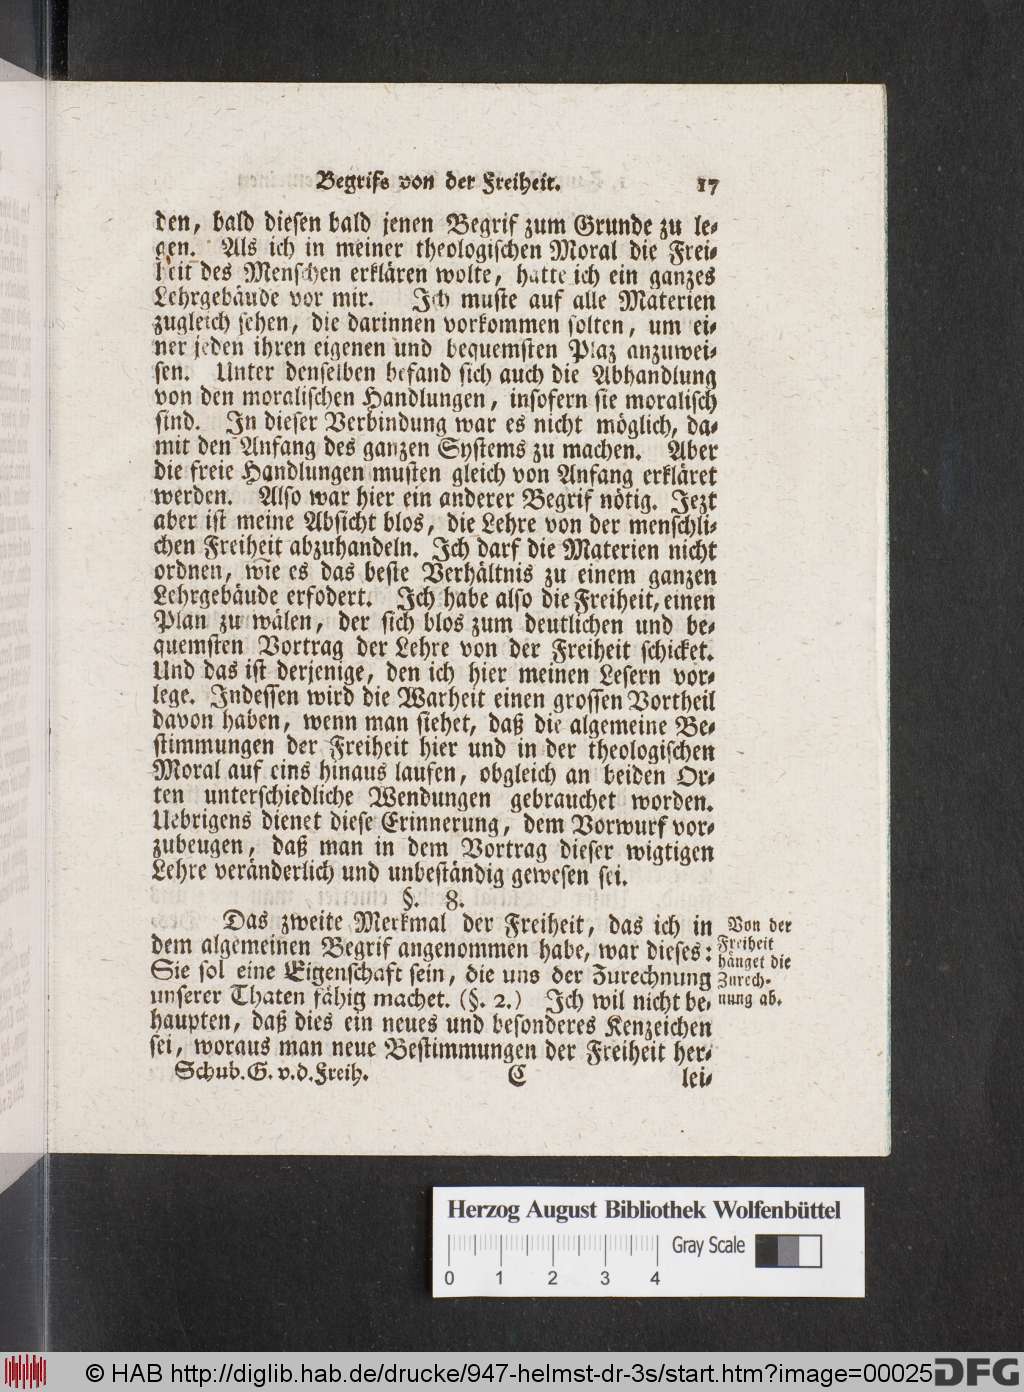 Begrifs von der Freiheit. 17
den, bald diesen bald jenen Begrif zum Grunde zu le-
gen. Als ich in meiner theologischen Moral die Frei-
heit des Menschen erklären wolte, hatte ich ein ganzes
Lehrgebäude vor mir. Ich muste auf alle Materien
zugleich sehen, die darinnen vorkommen solten, um ei-
ner jeden ihren eigenen und bequemsten Plaz anzuwei-
sen. Unter denselben befand sich auch die Abhandlung
von den moralischen Handlungen, insofern sie moralisch
sind. In dieser Verbindung war es nicht möglich, da-
mit den Anfang des ganzen Systems zu machen. Aber
die freie Handlungen musten gleich von Anfang erkläret
werden. Also war hier ein anderer Begrif nötig. Jezt
aber ist meine Absicht blos, die Lehre von der menschli-
chen Freiheit abzuhandeln. Ich darf die Materien nicht
ordnen, wie es das beste Verhältnis zu einem ganzen
Lehrgebäude erfodert. Ich habe also die Freiheit, einen
Plan zu wälen, der sich blos zum deutlichen und be-
quemsten Vortrag der Lehre von der Freiheit schicket.
Und das ist derjenige, den ich hier meinen Lesern vor-
lege. Indessen wird die Warheit einen grossen Vortheil
davon haben, wenn man siehet, daß die algemeine Be-
stimmungen der Freiheit hier und in der theologischen
Moral auf eins hinaus laufen, obgleich an beiden Or-
ten unterschiedliche Wendungen gebrauchet worden.
Uebrigens dienet diese Erinnerung, dem Vorwurf vor-
zubeugen, daß man in dem Vortrag dieser wigtigen
Lehre veränderlich und unbeständig gewesen sei.
§. 8.
Das zweite Merkmal der Freiheit, das ich in
dem algemeinen Begrif angenommen habe, war dieses:
Sie sol eine Eigenschaft sein, die uns der Zurechnung
unserer Thaten fähig machet. (§. 2.) Ich wil nicht be-
haupten, daß dies ein neues und besonderes Kenzeichen
sei, woraus man neue Bestimmungen der Freiheit her-
Von der
Freiheit
hänget die
Zurech-
nung ab.
Schub. G. v. d. Freih. C lei-
Herzog August Bibliothek Wolfenbüttel
Gray Scale
0 1 2 3 4
© HAB http://diglib.hab.de/drucke/947-helmst-dr-3s/start.htm?image=00025
DFG